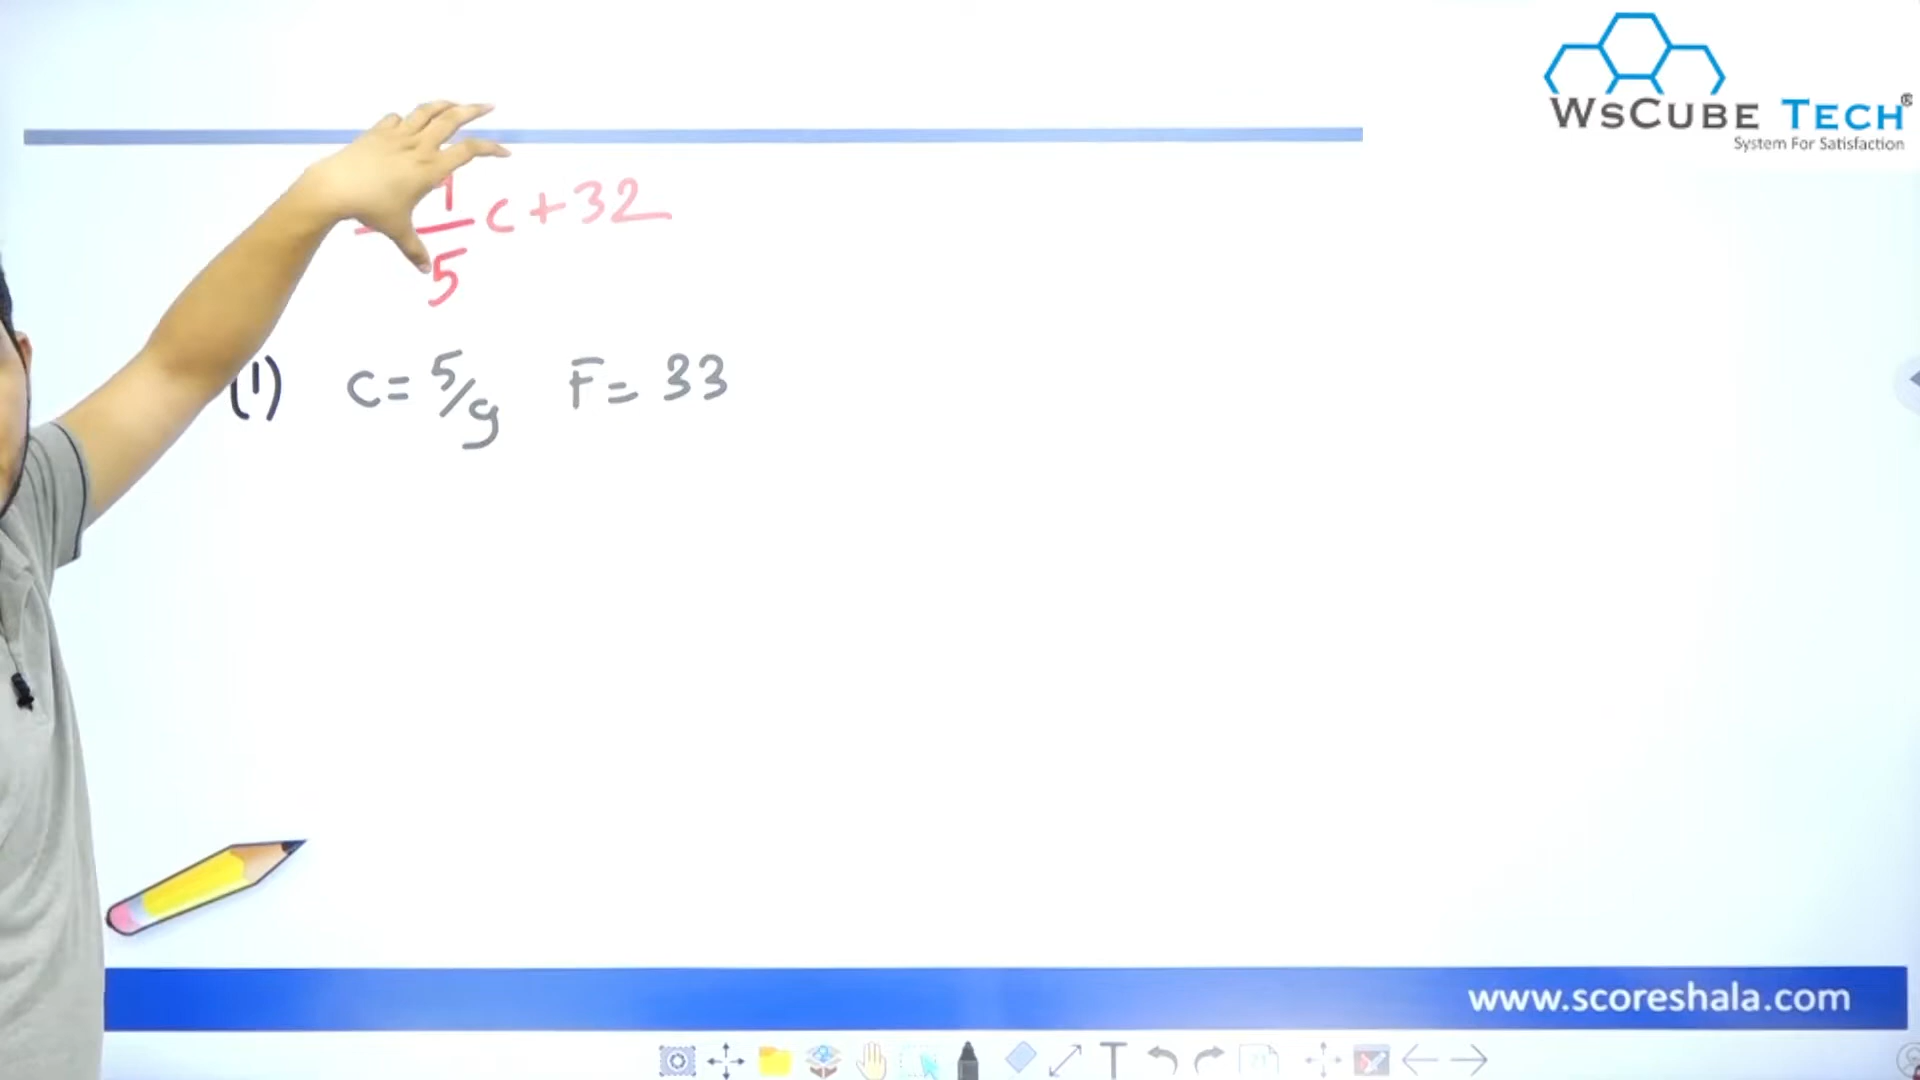 WSCUBE TECH®
System For Satisfaction
c + 32
5
(1) C = 5/9 F = 33
www.scoreshala.com